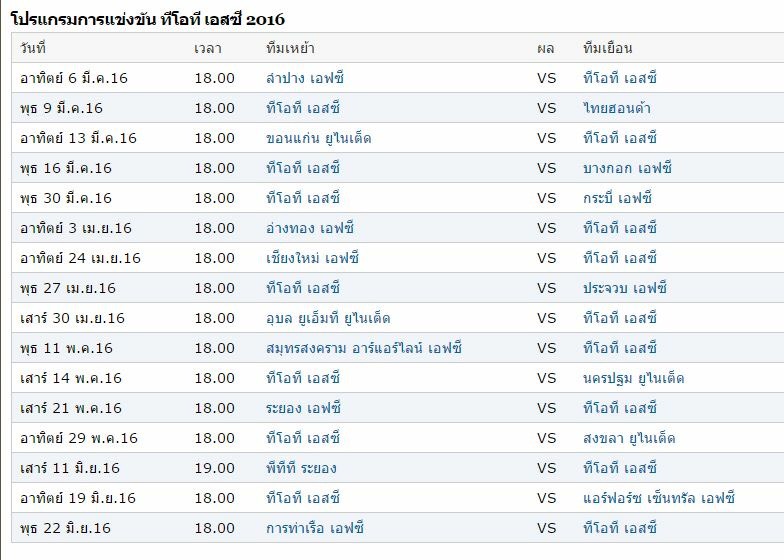 โปรแกรมการแข่งขัน ทีโอที เอสซี 2016
วันที่ เวลา ทีมเหย้า ผล ทีมเยือน
อาทิตย์ 6 มี.ค.16 18.00 ลำปาง เอฟซี VS ทีโอที เอสซี
พุธ 9 มี.ค.16 18.00 ทีโอที เอสซี VS ไทยฮอนด้า
อาทิตย์ 13 มี.ค.16 18.00 ขอนแก่น ยูไนเต็ด VS ทีโอที เอสซี
พุธ 16 มี.ค.16 18.00 ทีโอที เอสซี VS บางกอก เอฟซี
พุธ 30 มี.ค.16 18.00 ทีโอที เอสซี VS กระบี่ เอฟซี
อาทิตย์ 3 เม.ย.16 18.00 อ่างทอง เอฟซี VS ทีโอที เอสซี
อาทิตย์ 24 เม.ย.16 18.00 เชียงใหม่ เอฟซี VS ทีโอที เอสซี
พุธ 27 เม.ย.16 18.00 ทีโอที เอสซี VS ประจวบ เอฟซี
เสาร์ 30 เม.ย.16 18.00 อุบล ยูเอ็มที ยูไนเต็ด VS ทีโอที เอสซี
พุธ 11 พ.ค.16 18.00 สมุทรสงคราม อาร์แอร์ไลน์ เอฟซี VS ทีโอที เอสซี
เสาร์ 14 พ.ค.16 18.00 ทีโอที เอสซี VS นครปฐม ยูไนเต็ด
เสาร์ 21 พ.ค.16 18.00 ระยอง เอฟซี VS ทีโอที เอสซี
อาทิตย์ 29 พ.ค.16 18.00 ทีโอที เอสซี VS สงขลา ยูไนเต็ด
เสาร์ 11 มิ.ย.16 19.00 พีทีที ระยอง VS ทีโอที เอสซี
อาทิตย์ 19 มิ.ย.16 18.00 ทีโอที เอสซี VS แอร์ฟอร์ซ เซ็นทรัล เอฟซี
พุธ 22 มิ.ย.16 18.00 การท่าเรือ เอฟซี VS ทีโอที เอสซี